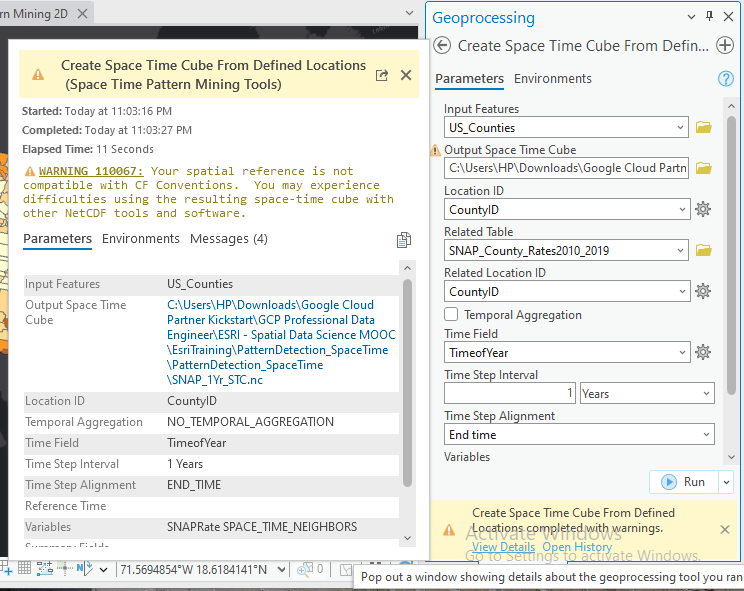 rn Mining 2D
Create Space Time Cube From Defined Locations
(Space Time Pattern Mining Tools)
Started: Today at 11:03:16 PM
Completed: Today at 11:03:27 PM
Elapsed Time: 11 Seconds
WARNING 110067: Your spatial reference is not
compatible with CF Conventions. You may experience
difficulties using the resulting space-time cube with
other NetCDF tools and software.
Parameters Environments Messages (4)
Input Features US_Counties
Output Space Time Cube C:\Users\HP\Downloads\Google Cloud
Partner Kickstart\GCP Professional Data
Engineer\ESRI - Spatial Data Science MOOC
\EsriTraining\PatternDetection_SpaceTime
\PatternDetection_SpaceTime
\SNAP_1Yr_STC.nc
Location ID CountyID
Temporal Aggregation NO_TEMPORAL_AGGREGATION
Time Field TimeofYear
Time Step Interval 1 Years
Time Step Alignment END_TIME
Reference Time
Variables SNAPRate SPACE_TIME_NEIGHBORS
Summary Fields
71.5694854°W 18.6184141°N
0
Geoprocessing
Create Space Time Cube From Defin...
Parameters Environments
Input Features
US_Counties
Output Space Time Cube
C:\Users\HP\Downloads\Google Cloud Partn
Location ID
CountyID
Related Table
SNAP_County_Rates2010_2019
Related Location ID
CountyID
Temporal Aggregation
Time Field
TimeofYear
Time Step Interval
1 Years
Time Step Alignment
End time
Variables
Run
Create Space Time Cube From Defined
Locations completed with warnings.
View Details Open History
Activate Windows
Go to Settings to activate Windows.
Pop out a window showing details about the geoprocessing tool you ran